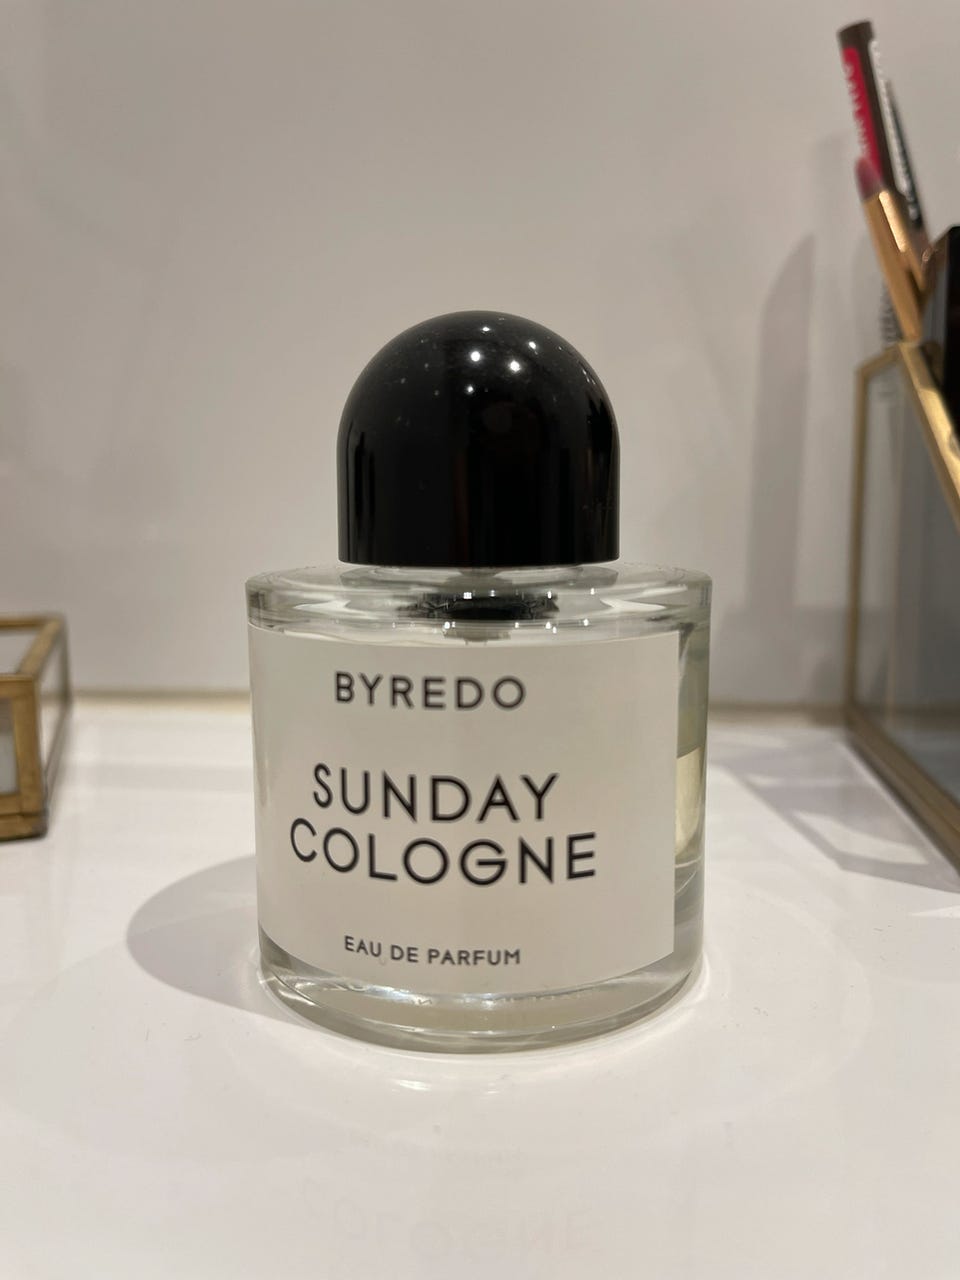 BYREDO
SUNDAY
COLOGNE
EAU DE PARFUM